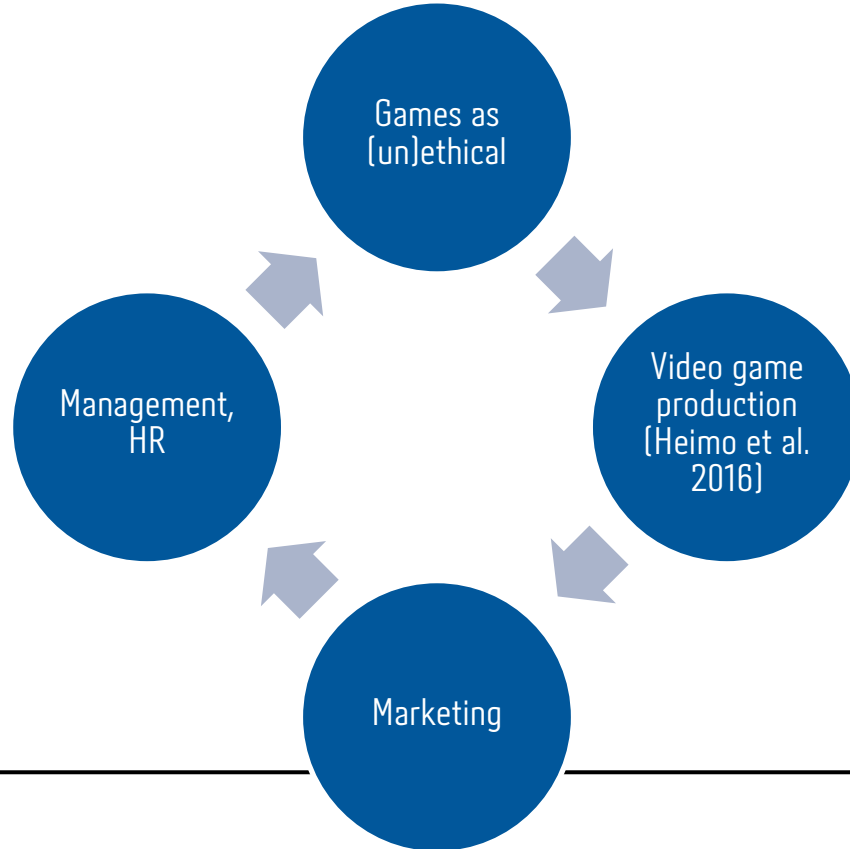 Games as
(un)ethical
Video game
production
(Heimo et al.
2016)
Marketing
Management,
HR